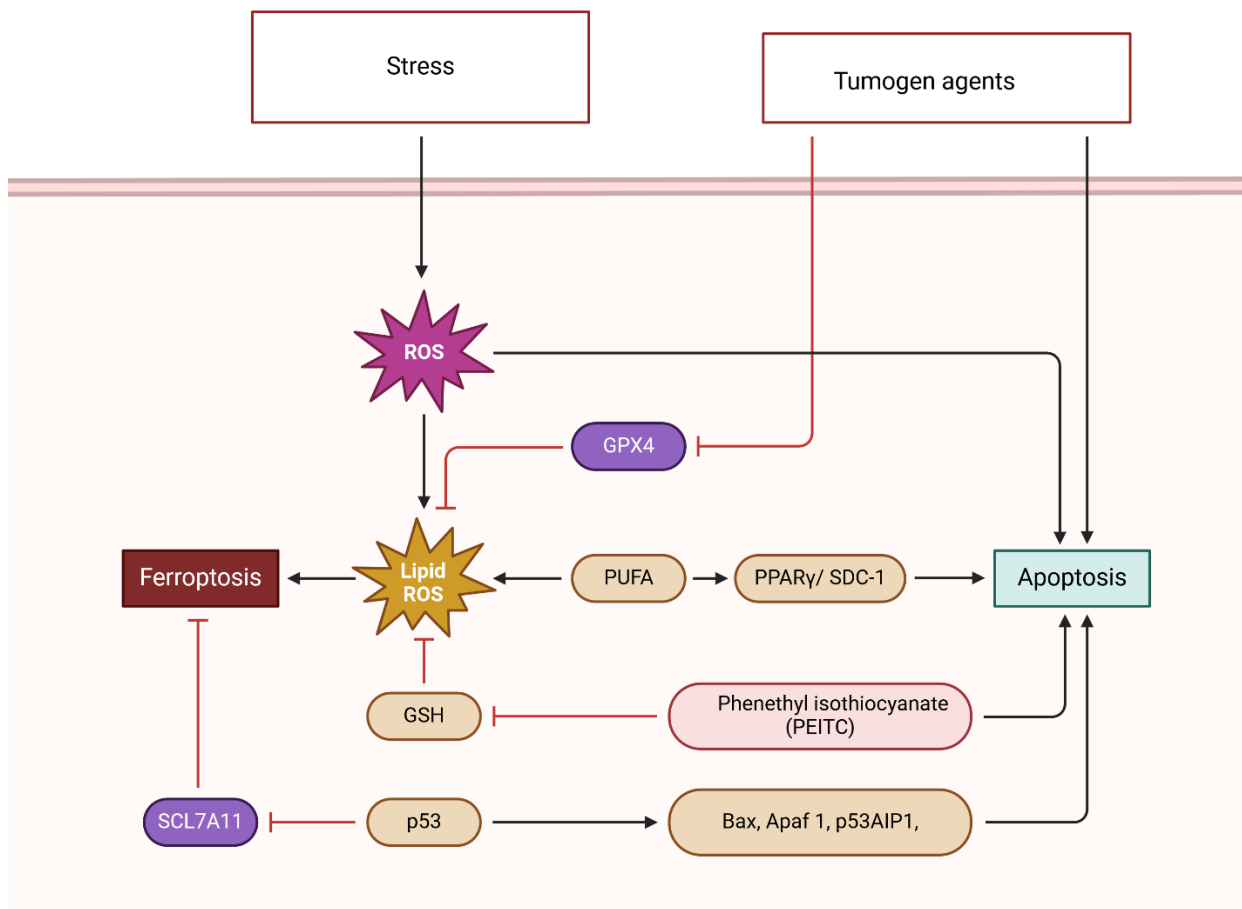 Stress
Tumogen agents
ROS
GPX4
Ferroptosis
Lipid
ROS
PUFA
PPARγ/ SDC-1
Apoptosis
GSH
Phenethyl isothiocyanate
(PEITC)
SCL7A11
p53
Bax, Apaf 1, p53AIP1,